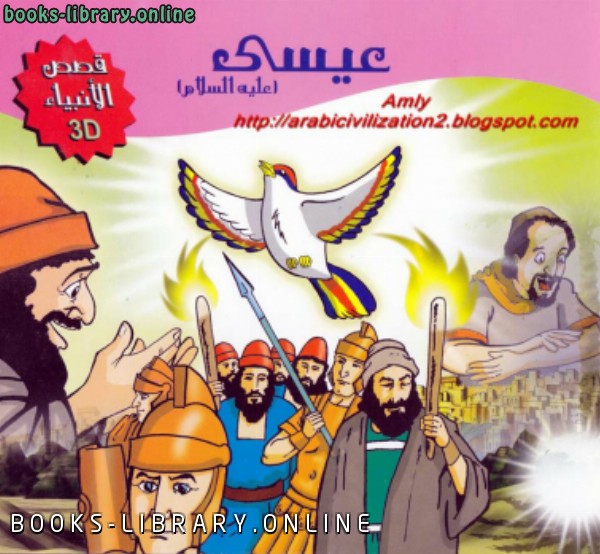 books-library.online
قصص
الأنبياء
3D
عيسى
(عليه السلام)
Amly
http://arabicivilization2.blogspot.com
BOOKS-LIBRARY.ONLINE